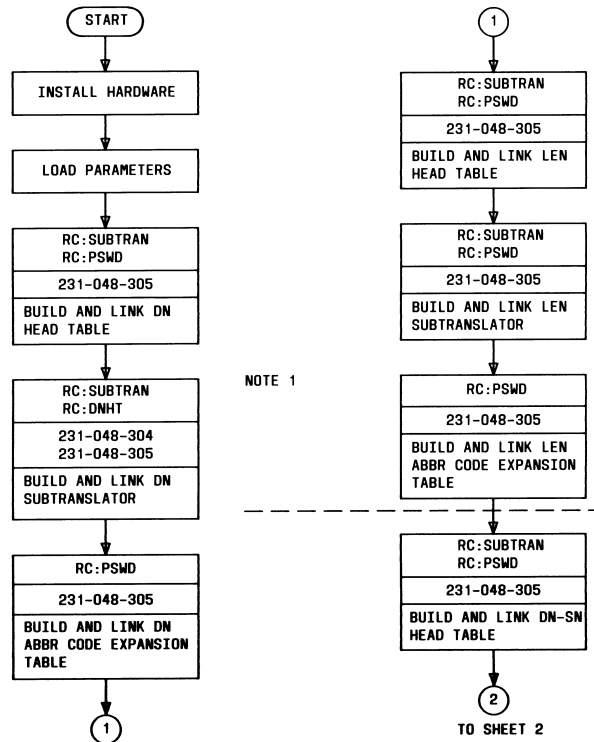 START
INSTALL HARDWARE
LOAD PARAMETERS
RC:SUBTRAN
RC:PSWD
231-048-305
BUILD AND LINK DN
HEAD TABLE
RC:SUBTRAN
RC:DNHT
231-048-304
231-048-305
BUILD AND LINK DN
SUBTRANSLATOR
RC:PSWD
231-048-305
BUILD AND LINK DN
ABBR CODE EXPANSION
TABLE
1
NOTE 1
1
RC:SUBTRAN
RC:PSWD
231-048-305
BUILD AND LINK LEN
HEAD TABLE
RC:SUBTRAN
RC:PSWD
231-048-305
BUILD AND LINK LEN
SUBTRANSLATOR
RC:PSWD
231-048-305
BUILD AND LINK LEN
ABBR CODE EXPANSION
TABLE
RC:SUBTRAN
RC:PSWD
231-048-305
BUILD AND LINK DN-SN
HEAD TABLE
2
TO SHEET 2